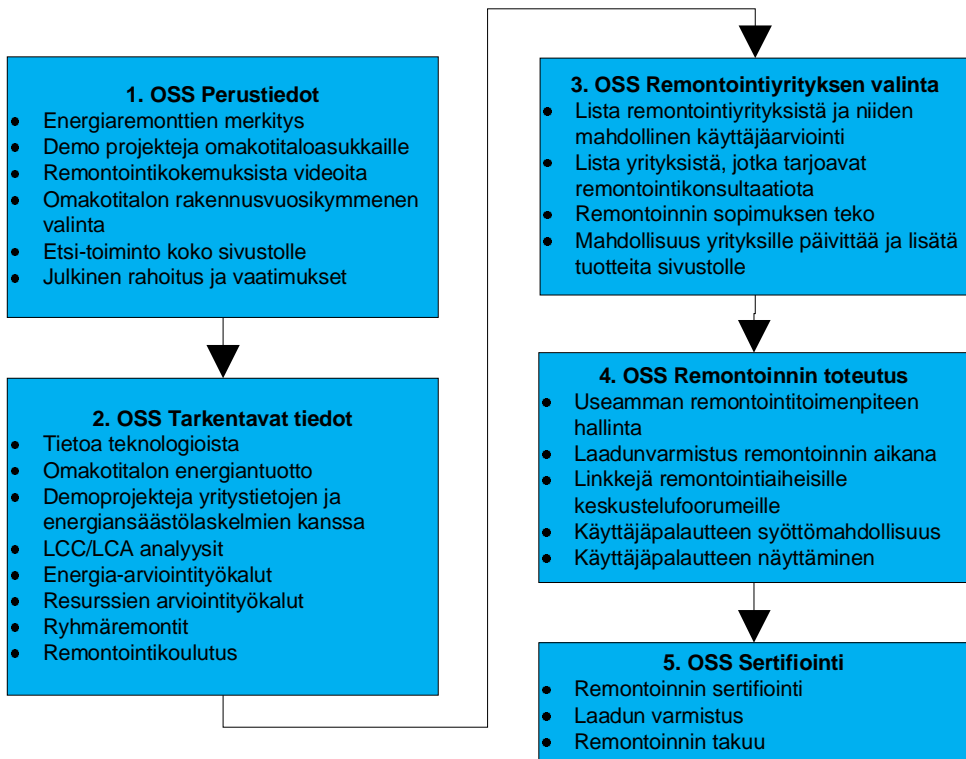 1. OSS Perustiedot
• Energiaremonttien merkitys
• Demo projekteja omakotitaloasukkaille
• Remontointikokemuksista videoita
• Omakotitalon rakennusvuosikymmenen
valinta
• Etsi-toiminto koko sivustolle
• Julkinen rahoitus ja vaatimukset
2. OSS Tarkentavat tiedot
• Tietoa teknologioista
• Omakotitalon energiantuotto
• Demoprojekteja yritystietojen ja
energiansäästölaskelmien kanssa
• LCC/LCA analyysit
• Energia-arviointityökalut
• Resurssien arviointityökalut
• Ryhmäremontit
• Remontointikoulutus
3. OSS Remontointiyrityksen valinta
• Lista remontointiyrityksistä ja niiden
mahdollinen käyttäjäarviointi
• Lista yrityksistä, jotka tarjoavat
remontointikonsultaatiota
• Remontoinnin sopimuksen teko
• Mahdollisuus yrityksille päivittää ja lisätä
tuotteita sivustolle
4. OSS Remontoinnin toteutus
• Useamman remontointitoimenpiteen
hallinta
• Laadunvarmistus remontoinnin aikana
• Linkkejä remontointiaiheisille
keskustelufoorumeille
• Käyttäjäpalautteen syöttömahdollisuus
• Käyttäjäpalautteen näyttäminen
5. OSS Sertifiointi
• Remontoinnin sertifiointi
• Laadun varmistus
• Remontoinnin takuu